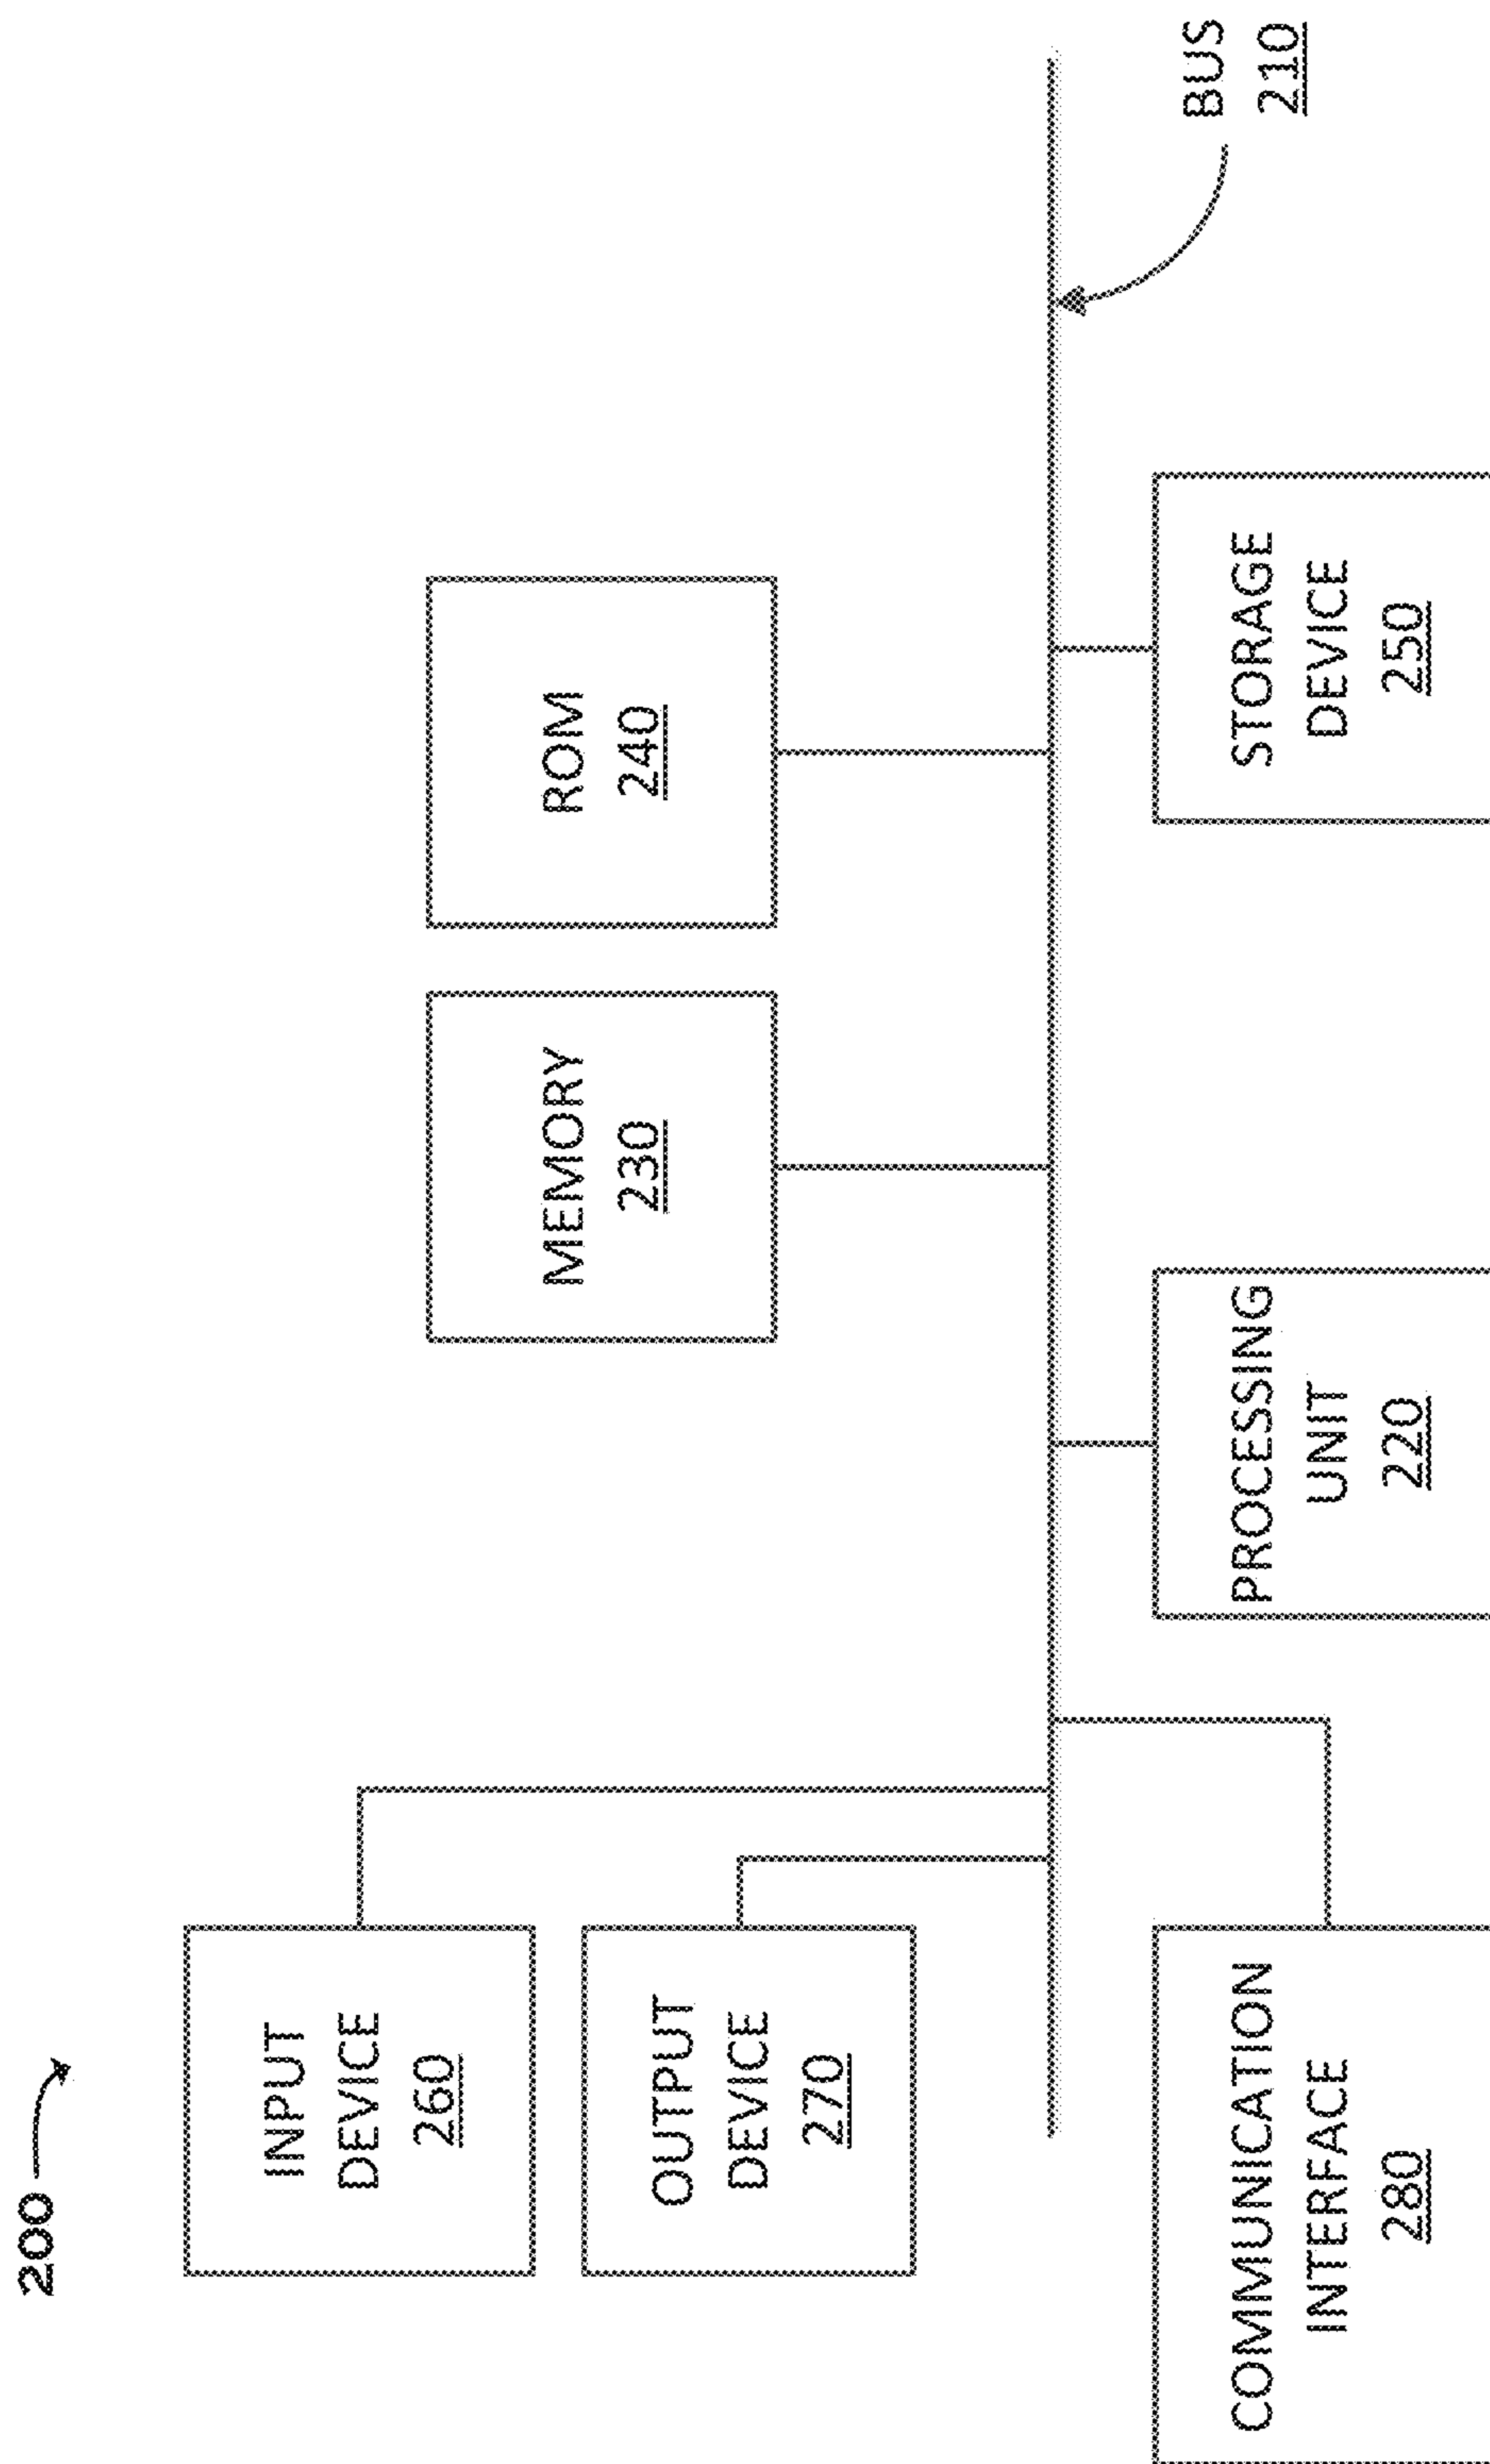 200
INPUT
DEVICE
260
OUTPUT
DEVICE
270
MEMORY
230
ROM
240
BUS
210
COMMUNICATION
INTERFACE
280
PROCESSING
UNIT
220
STORAGE
DEVICE
250